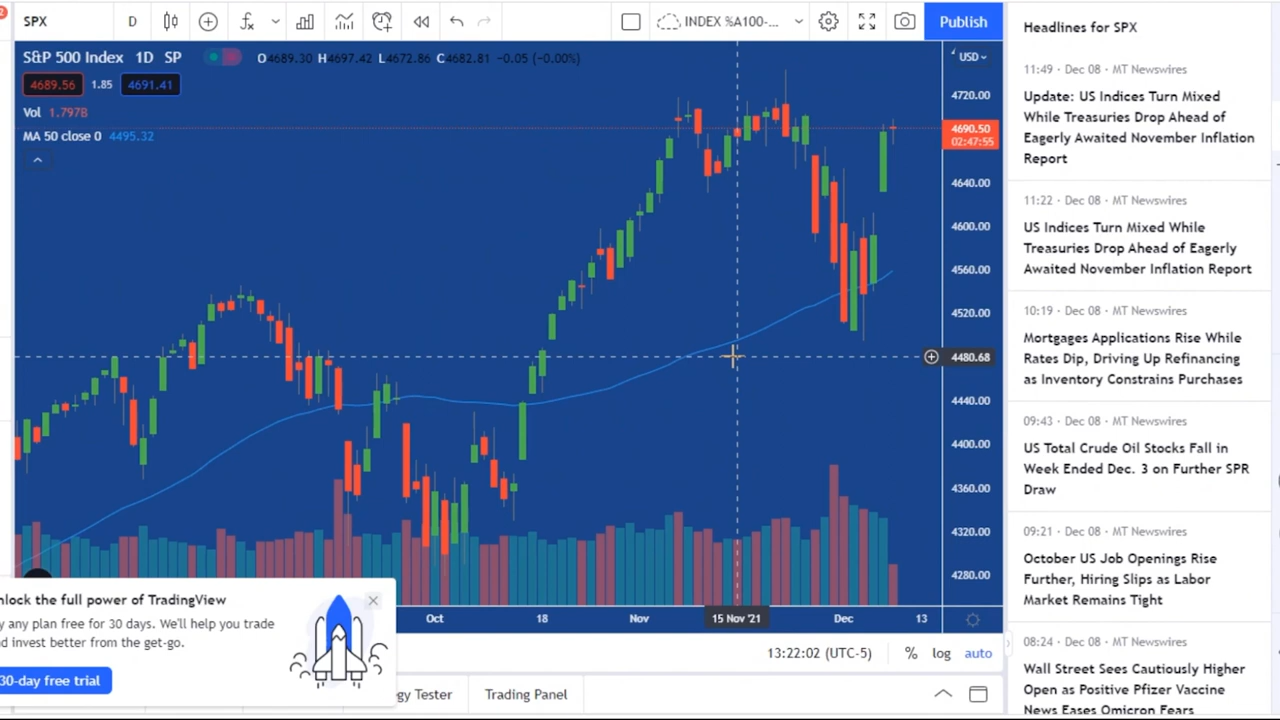 SPX D INDEX %A100-... Publish
S&P 500 Index 1D SP O4689.30 H4697.42 L4672.86 C4682.81 −0.05 (−0.00%)
4689.56 1.85 4691.41
Vol 1.797B
MA 50 close 0 4495.32
USD
4720.00
4690.50
02:47:55
4640.00
4600.00
4560.00
4520.00
4480.68
4440.00
4400.00
4360.00
4320.00
4280.00
Oct 18 Nov 15 Nov '21 Dec 13
13:22:02 (UTC-5) % log auto
gy Tester Trading Panel
nlock the full power of TradingView
y any plan free for 30 days. We'll help you trade
nd invest better from the get-go.
30-day free trial
Headlines for SPX
11:49 · Dec 08 · MT Newswires
Update: US Indices Turn Mixed
While Treasuries Drop Ahead of
Eagerly Awaited November Inflation
Report
11:22 · Dec 08 · MT Newswires
US Indices Turn Mixed While
Treasuries Drop Ahead of Eagerly
Awaited November Inflation Report
10:19 · Dec 08 · MT Newswires
Mortgages Applications Rise While
Rates Dip, Driving Up Refinancing
as Inventory Constrains Purchases
09:43 · Dec 08 · MT Newswires
US Total Crude Oil Stocks Fall in
Week Ended Dec. 3 on Further SPR
Draw
09:21 · Dec 08 · MT Newswires
October US Job Openings Rise
Further, Hiring Slips as Labor
Market Remains Tight
08:24 · Dec 08 · MT Newswires
Wall Street Sees Cautiously Higher
Open as Positive Pfizer Vaccine
News Eases Omicron Fears